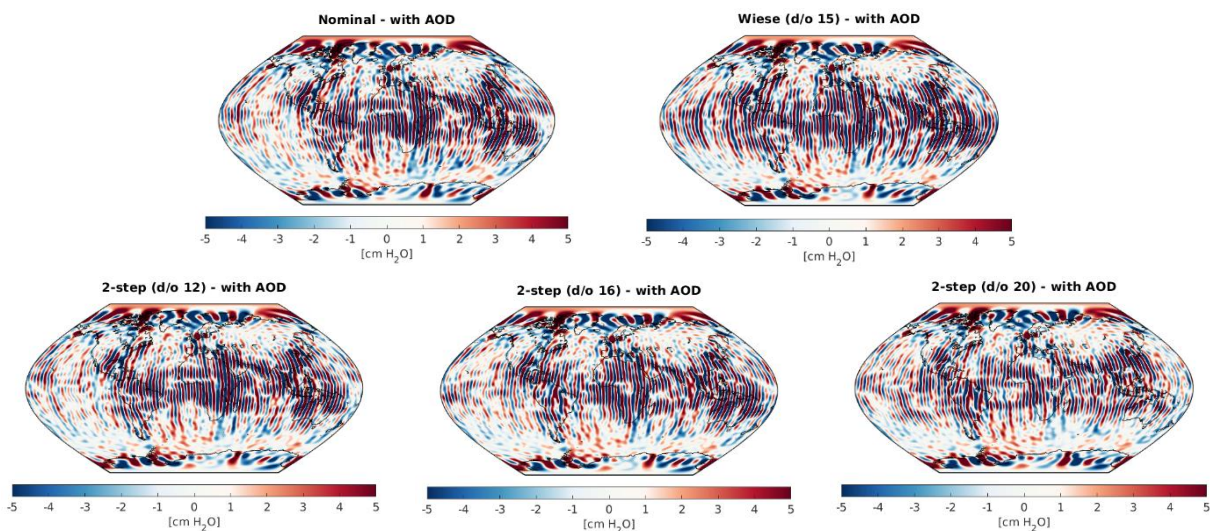 Nominal - with AOD
-5 -4 -3 -2 -1 0 1 2 3 4 5
[cm H₂O]
Wiese (d/o 15) - with AOD
-5 -4 -3 -2 -1 0 1 2 3 4 5
[cm H₂O]
2-step (d/o 12) - with AOD
-5 -4 -3 -2 -1 0 1 2 3 4 5
[cm H₂O]
2-step (d/o 16) - with AOD
-5 -4 -3 -2 -1 0 1 2 3 4 5
[cm H₂O]
2-step (d/o 20) - with AOD
-5 -4 -3 -2 -1 0 1 2 3 4 5
[cm H₂O]